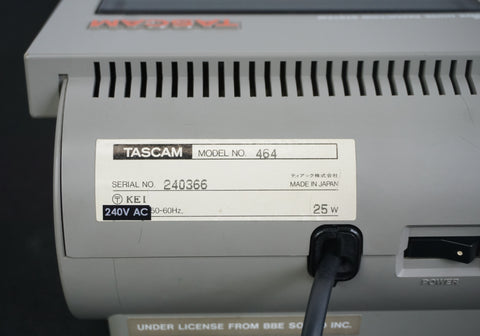 TASCAM
TASCAM MODEL NO. 464
ティアック株式会社
SERIAL NO. 240366 MADE IN JAPAN
〒 KEI
240V AC 50-60Hz, 25 W
POWER
UNDER LICENSE FROM BBE SOUND INC.